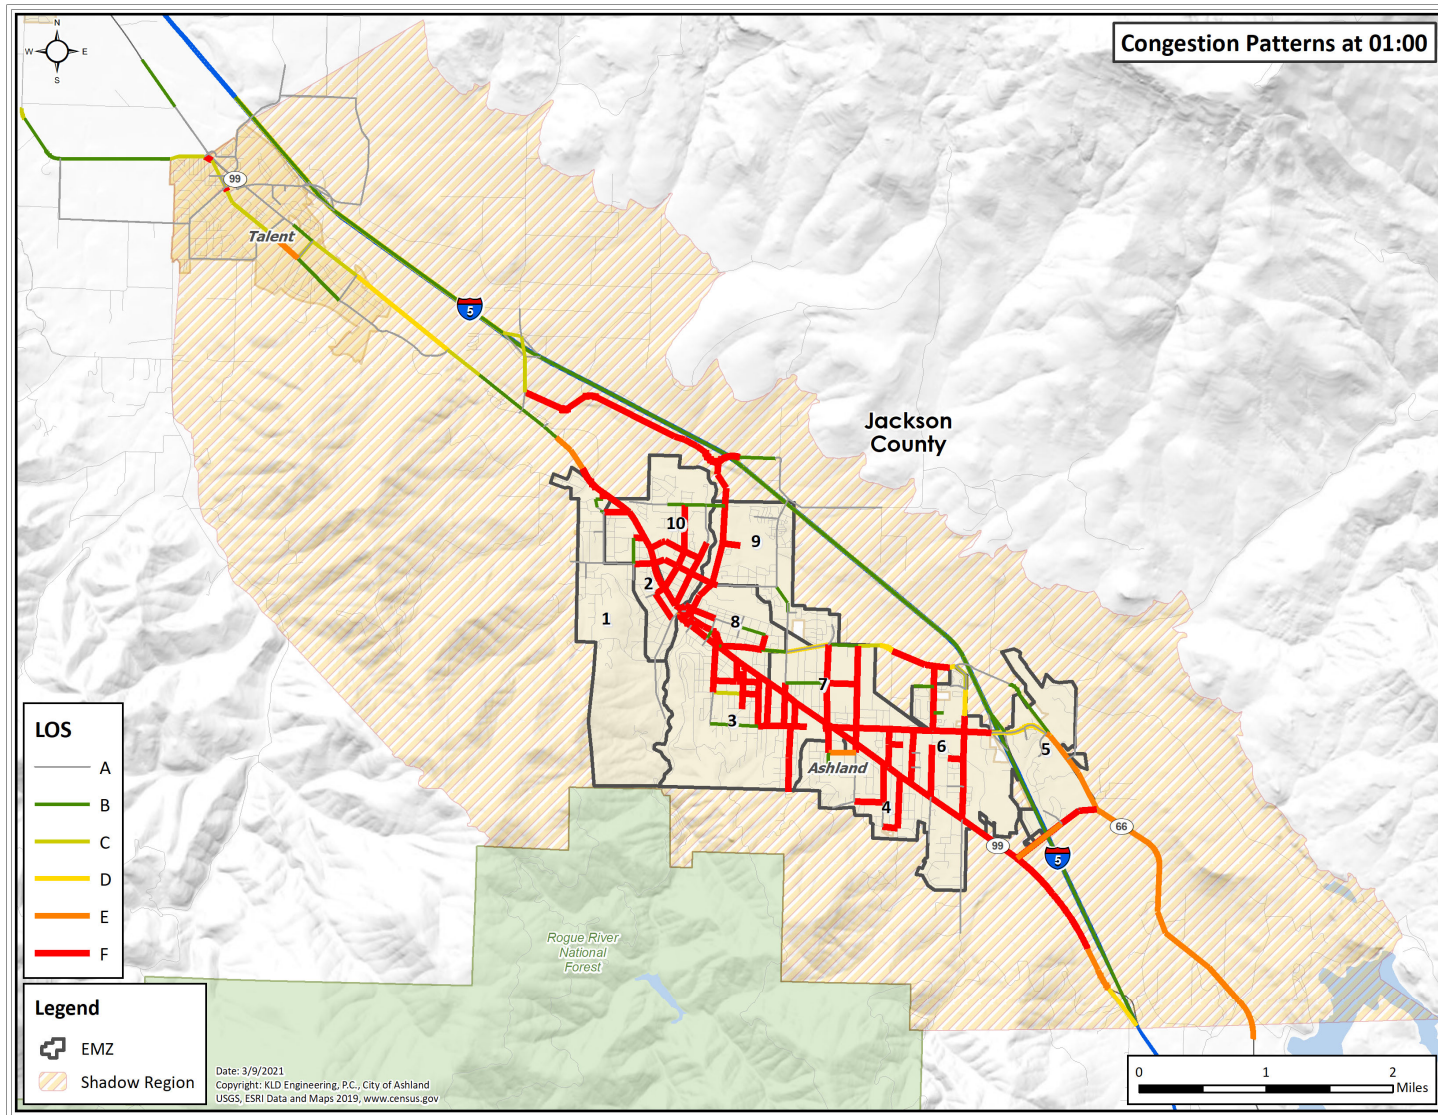 N
W
E
S
Congestion Patterns at 01:00
99
Talent
5
Jackson
County
10
9
2
1
8
7
3
6
5
Ashland
4
99
66
5
LOS
A
B
C
D
E
F
Rogue River
National
Forest
Legend
EMZ
Shadow Region
Date: 3/9/2021
Copyright: KLD Engineering, P.C., City of Ashland
USGS, ESRI Data and Maps 2019, www.census.gov
0
1
2
Miles